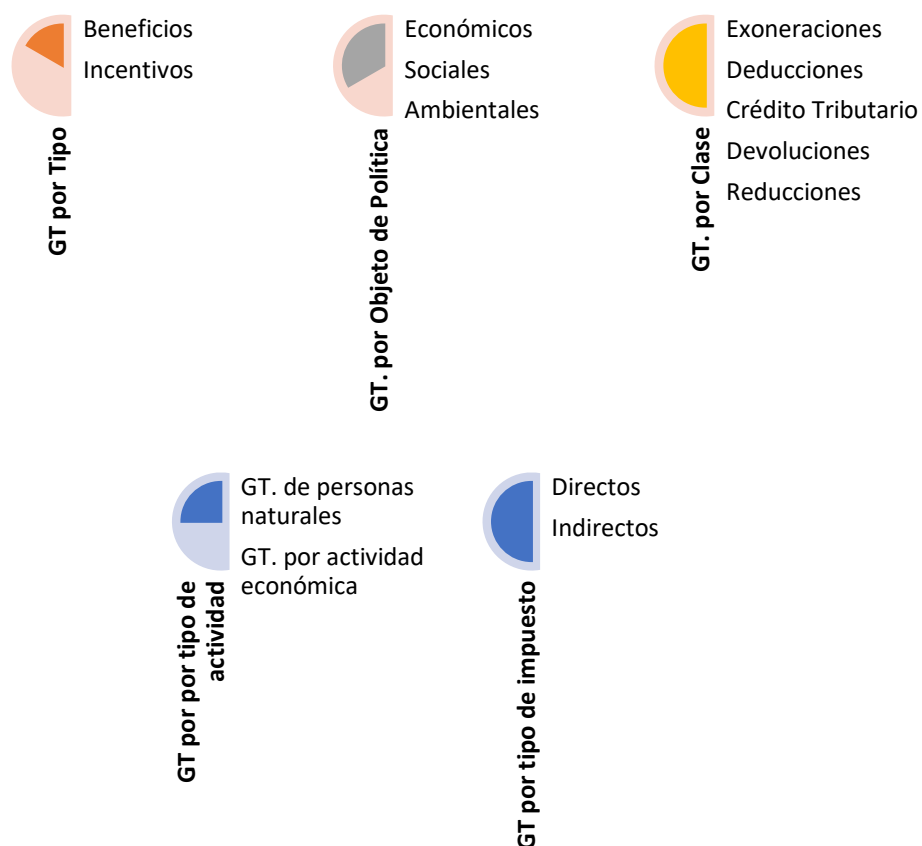 Beneficios
Incentivos
GT por Tipo
Económicos
Sociales
Ambientales
GT. por Objeto de Política
Exoneraciones
Deducciones
Crédito Tributario
Devoluciones
Reducciones
GT. por Clase
GT. de personas
naturales
GT. por actividad
económica
GT por por tipo de
actividad
Directos
Indirectos
GT por tipo de impuesto